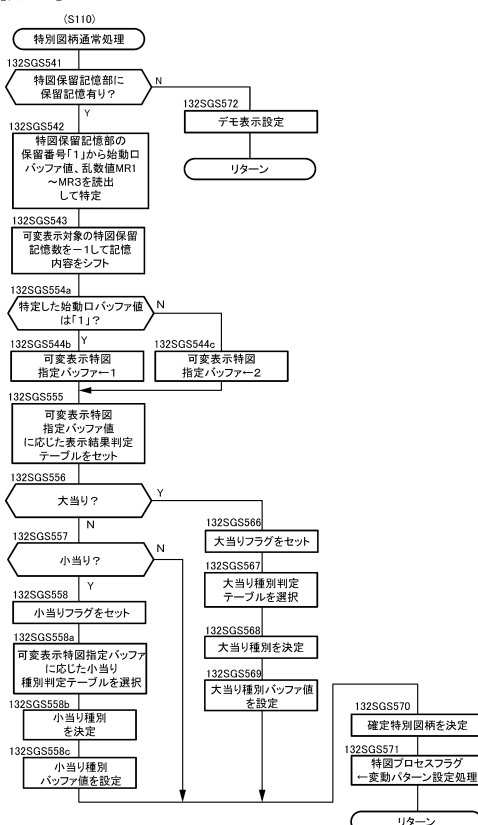 (S110)
特別図柄通常処理
132SGS541
特図保留記憶部に
保留記憶有り?
N
Y
132SGS572
デモ表示設定
リターン
132SGS542
特図保留記憶部の
保留番号「1」から始動口
バッファ値、乱数値MR1
~MR3を読出
して特定
132SGS543
可変表示対象の特図保留
記憶数を-1して記憶
内容をシフト
132SGS554a
特定した始動口バッファ値
は「1」?
N
Y
132SGS544b
可変表示特図
指定バッファ←1
132SGS544c
可変表示特図
指定バッファ←2
132SGS555
可変表示特図
指定バッファ値
に応じた表示結果判定
テーブルをセット
132SGS556
大当り?
Y
N
132SGS557
小当り?
N
Y
132SGS558
小当りフラグをセット
132SGS558a
可変表示特図指定バッファ
に応じた小当り
種別判定テーブルを選択
132SGS558b
小当り種別
を決定
132SGS558c
小当り種別
バッファ値を設定
132SGS566
大当りフラグをセット
132SGS567
大当り種別判定
テーブルを選択
132SGS568
大当り種別を決定
132SGS569
大当り種別バッファ値
を設定
132SGS570
確定特別図柄を決定
132SGS571
特図プロセスフラグ
←変動パターン設定処理
リターン